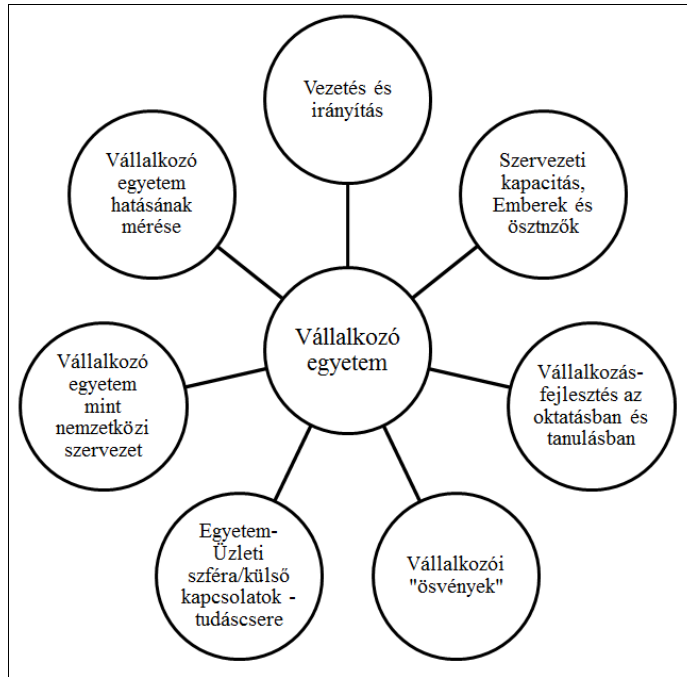 Vezetés és
irányítás
Szervezeti
kapacitás,
Emberek és
ösztnzők
Vállalkozás-
fejlesztés az
oktatásban és
tanulásban
Vállalkozói
"ösvények"
Egyetem-
Üzleti
szféra/külső
kapcsolatok -
tudáscsere
Vállalkozó
egyetem
mint
nemzetközi
szervezet
Vállalkozó
egyetem
hatásának
mérése
Vállalkozó
egyetem